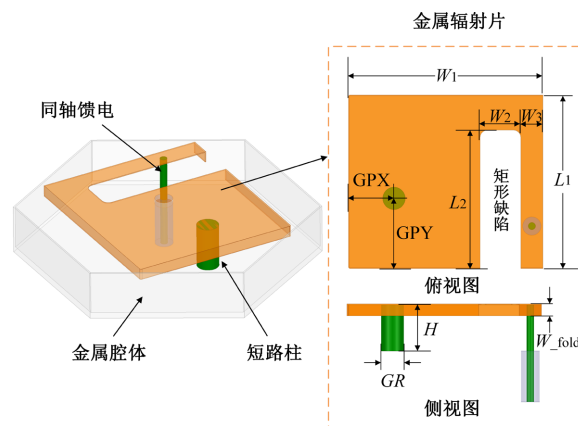 金属辐射片
同轴馈电
金属腔体
短路柱
W1
W2
W3
GPX
GPY
L2
矩形缺陷
L1
俯视图
H
W_fold
GR
侧视图